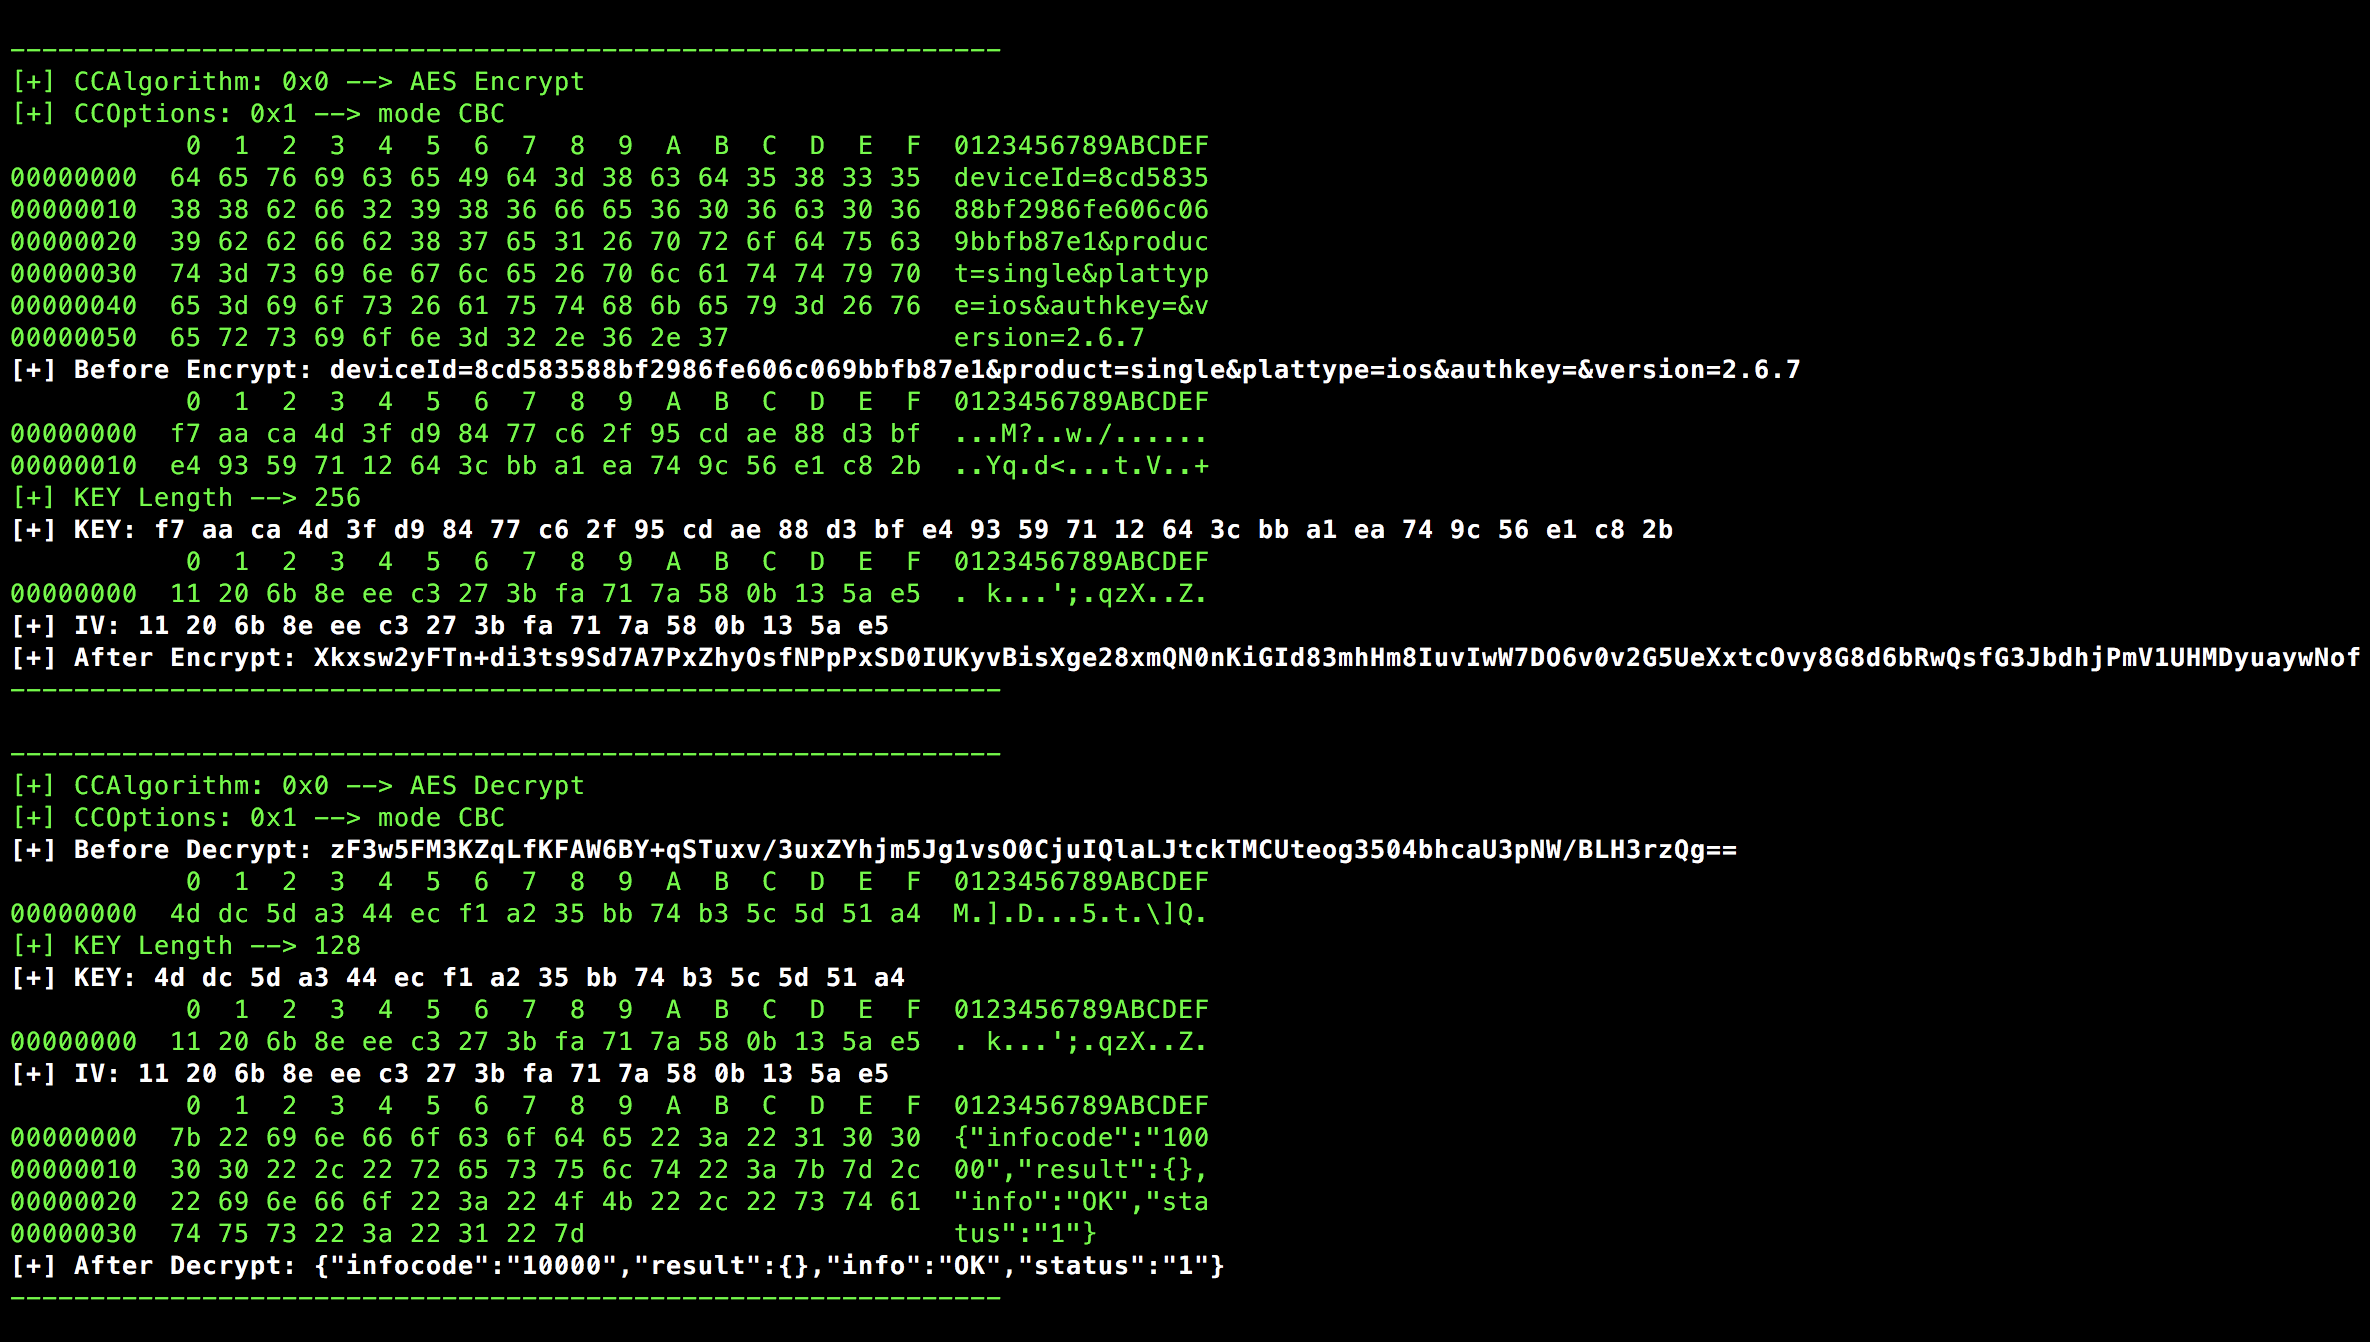 ------------------------------------------------------------
[+] CCAlgorithm: 0x0 --> AES Encrypt
[+] CCOptions: 0x1 --> mode CBC
           0  1  2  3  4  5  6  7  8  9  A  B  C  D  E  F  0123456789ABCDEF
00000000  64 65 76 69 63 65 49 64 3d 38 63 64 35 38 33 35  deviceId=8cd5835
00000010  38 38 62 66 32 39 38 36 66 65 36 30 36 63 30 36  88bf2986fe606c06
00000020  39 62 62 66 62 38 37 65 31 26 70 72 6f 64 75 63  9bbfb87e1&produc
00000030  74 3d 73 69 6e 67 6c 65 26 70 6c 61 74 74 79 70  t=single&plattyp
00000040  65 3d 69 6f 73 26 61 75 74 68 6b 65 79 3d 26 76  e=ios&authkey=&v
00000050  65 72 73 69 6f 6e 3d 32 2e 36 2e 37              ersion=2.6.7
[+] Before Encrypt: deviceId=8cd583588bf2986fe606c069bbfb87e1&product=single&plattype=ios&authkey=&version=2.6.7
           0  1  2  3  4  5  6  7  8  9  A  B  C  D  E  F  0123456789ABCDEF
00000000  f7 aa ca 4d 3f d9 84 77 c6 2f 95 cd ae 88 d3 bf  ...M?..w./......
00000010  e4 93 59 71 12 64 3c bb a1 ea 74 9c 56 e1 c8 2b  ..Yq.d<...t.V..+
[+] KEY Length --> 256
[+] KEY: f7 aa ca 4d 3f d9 84 77 c6 2f 95 cd ae 88 d3 bf e4 93 59 71 12 64 3c bb a1 ea 74 9c 56 e1 c8 2b
           0  1  2  3  4  5  6  7  8  9  A  B  C  D  E  F  0123456789ABCDEF
00000000  11 20 6b 8e ee c3 27 3b fa 71 7a 58 0b 13 5a e5  . k...';.qzX..Z.
[+] IV: 11 20 6b 8e ee c3 27 3b fa 71 7a 58 0b 13 5a e5
[+] After Encrypt: Xkxsw2yFTn+di3ts9Sd7A7PxZhyOsfNPpPxSD0IUKyvBisXge28xmQN0nKiGId83mhHm8IuvIwW7DO6v0v2G5UeXxtcOvy8G8d6bRwQsfG3JbdhjPmV1UHMDyuaywNof
------------------------------------------------------------
------------------------------------------------------------
[+] CCAlgorithm: 0x0 --> AES Decrypt
[+] CCOptions: 0x1 --> mode CBC
[+] Before Decrypt: zF3w5FM3KZqLfKFAW6BY+qSTuxv/3uxZYhjm5Jg1vsO0CjuIQlaLJtckTMCUteog3504bhcaU3pNW/BLH3rzQg==
           0  1  2  3  4  5  6  7  8  9  A  B  C  D  E  F  0123456789ABCDEF
00000000  4d dc 5d a3 44 ec f1 a2 35 bb 74 b3 5c 5d 51 a4  M.].D...5.t.\]Q.
[+] KEY Length --> 128
[+] KEY: 4d dc 5d a3 44 ec f1 a2 35 bb 74 b3 5c 5d 51 a4
           0  1  2  3  4  5  6  7  8  9  A  B  C  D  E  F  0123456789ABCDEF
00000000  11 20 6b 8e ee c3 27 3b fa 71 7a 58 0b 13 5a e5  . k...';.qzX..Z.
[+] IV: 11 20 6b 8e ee c3 27 3b fa 71 7a 58 0b 13 5a e5
           0  1  2  3  4  5  6  7  8  9  A  B  C  D  E  F  0123456789ABCDEF
00000000  7b 22 69 6e 66 6f 63 6f 64 65 22 3a 22 31 30 30  {"infocode":"100
00000010  30 30 22 2c 22 72 65 73 75 6c 74 22 3a 7b 7d 2c  00","result":{},
00000020  22 69 6e 66 6f 22 3a 22 4f 4b 22 2c 22 73 74 61  "info":"OK","sta
00000030  74 75 73 22 3a 22 31 22 7d                       tus":"1"}
[+] After Decrypt: {"infocode":"10000","result":{},"info":"OK","status":"1"}
------------------------------------------------------------